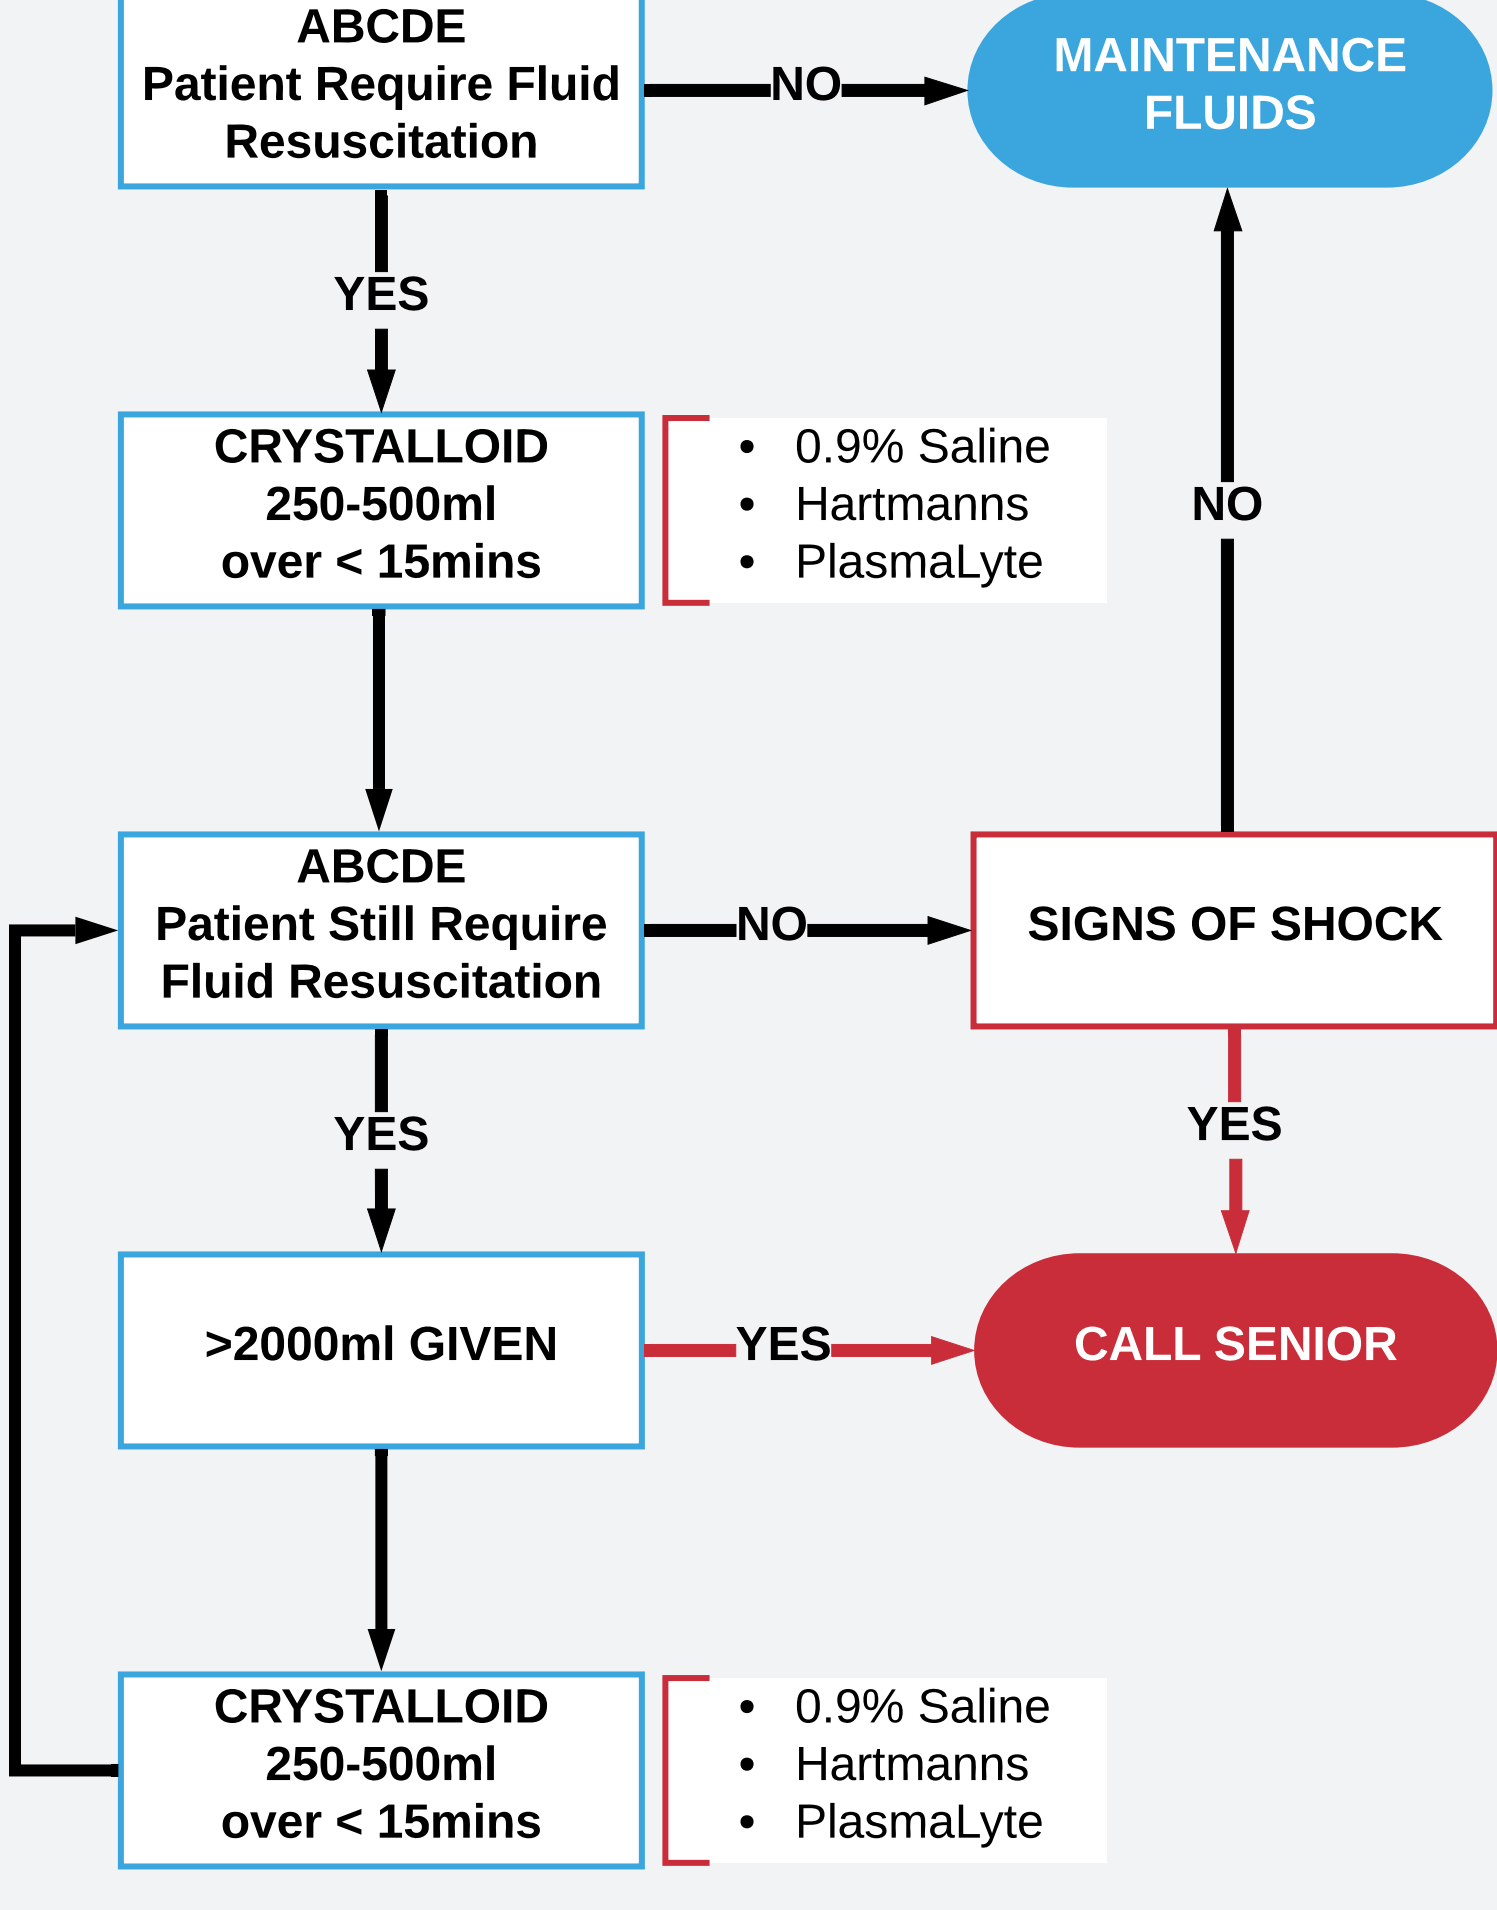 ABCDE
Patient Require Fluid
Resuscitation
NO
MAINTENANCE
FLUIDS
YES
CRYSTALLOID
250-500ml
over < 15mins
• 0.9% Saline
• Hartmanns
• PlasmaLyte
NO
ABCDE
Patient Still Require
Fluid Resuscitation
NO
SIGNS OF SHOCK
YES
YES
>2000ml GIVEN
YES
CALL SENIOR
CRYSTALLOID
250-500ml
over < 15mins
• 0.9% Saline
• Hartmanns
• PlasmaLyte